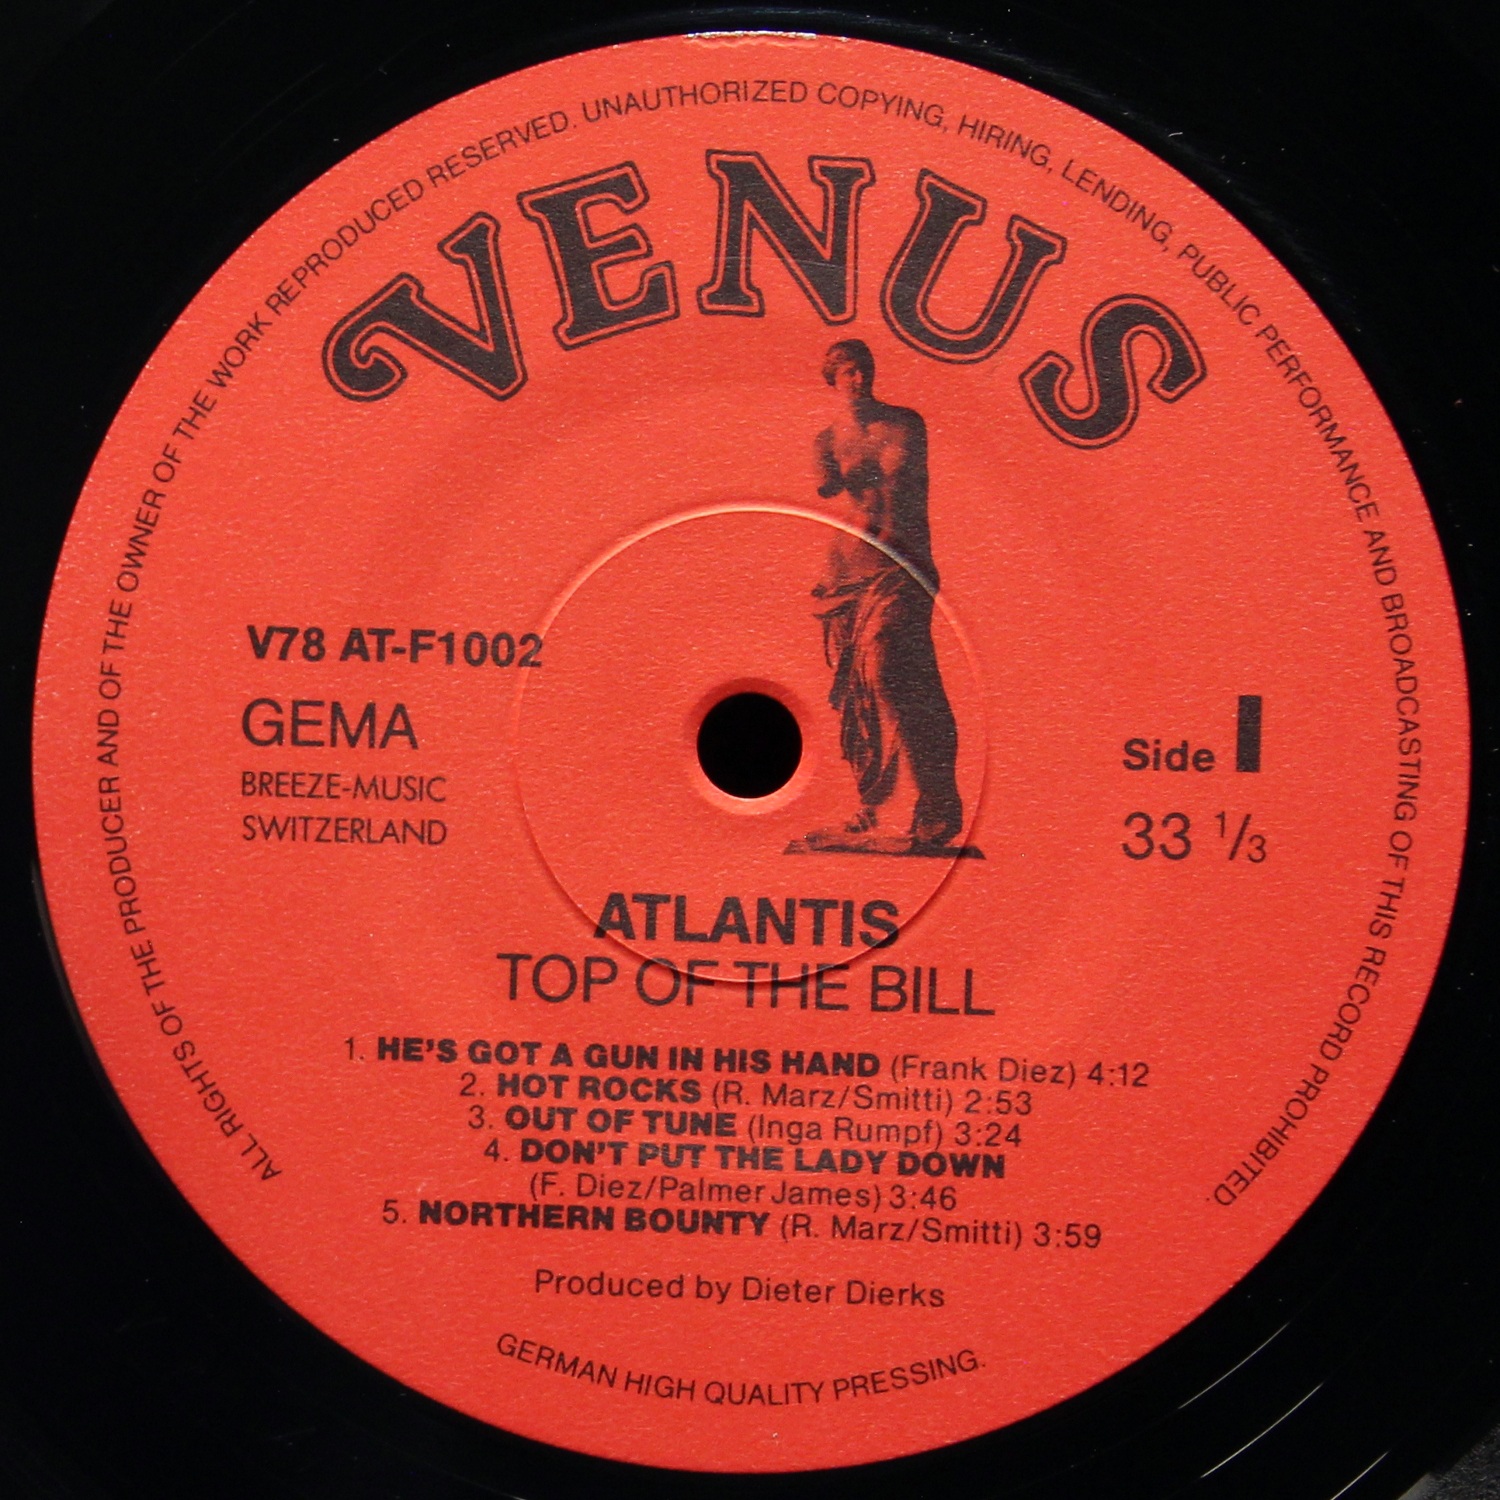 ALL RIGHTS OF THE PRODUCER AND OF THE OWNER OF THE WORK REPRODUCED RESERVED. UNAUTHORIZED COPYING, HIRING, LENDING, PUBLIC PERFORMANCE AND BROADCASTING OF THIS RECORD PROHIBITED.
VENUS
V78 AT-F1002
GEMA
BREEZE-MUSIC
SWITZERLAND
Side I
33 1/3
ATLANTIS
TOP OF THE BILL
1. HE'S GOT A GUN IN HIS HAND (Frank Diez) 4:12
2. HOT ROCKS (R. Marz/Smitti) 2:53
3. OUT OF TUNE (Inga Rumpf) 3:24
4. DON'T PUT THE LADY DOWN
(F. Diez/Palmer James) 3:46
5. NORTHERN BOUNTY (R. Marz/Smitti) 3:59
Produced by Dieter Dierks
GERMAN HIGH QUALITY PRESSING.